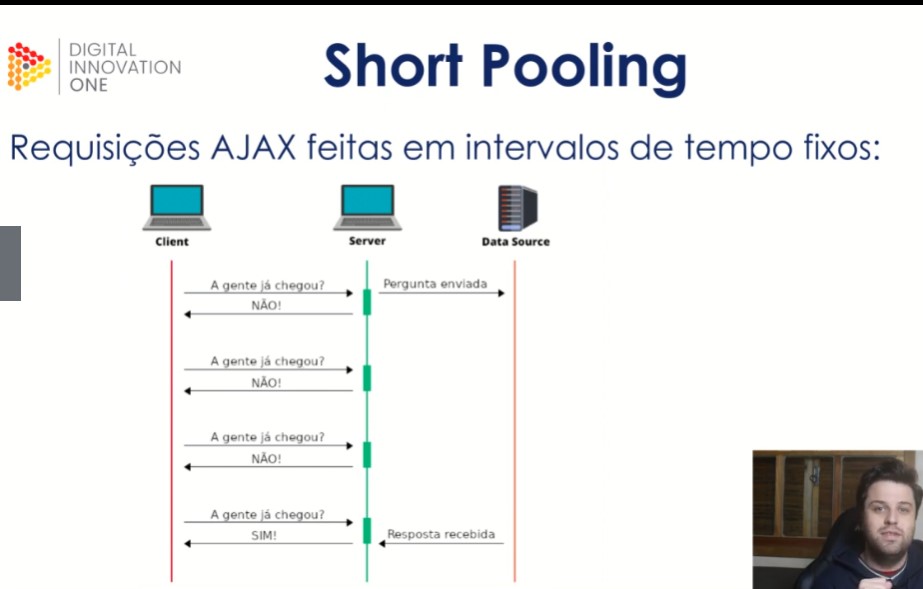 DIGITAL
INNOVATION
ONE
Short Pooling
Requisições AJAX feitas em intervalos de tempo fixos:
Client
Server
Data Source
A gente já chegou?
Pergunta enviada
NÃO!
A gente já chegou?
NÃO!
A gente já chegou?
NÃO!
A gente já chegou?
SIM!
Resposta recebida